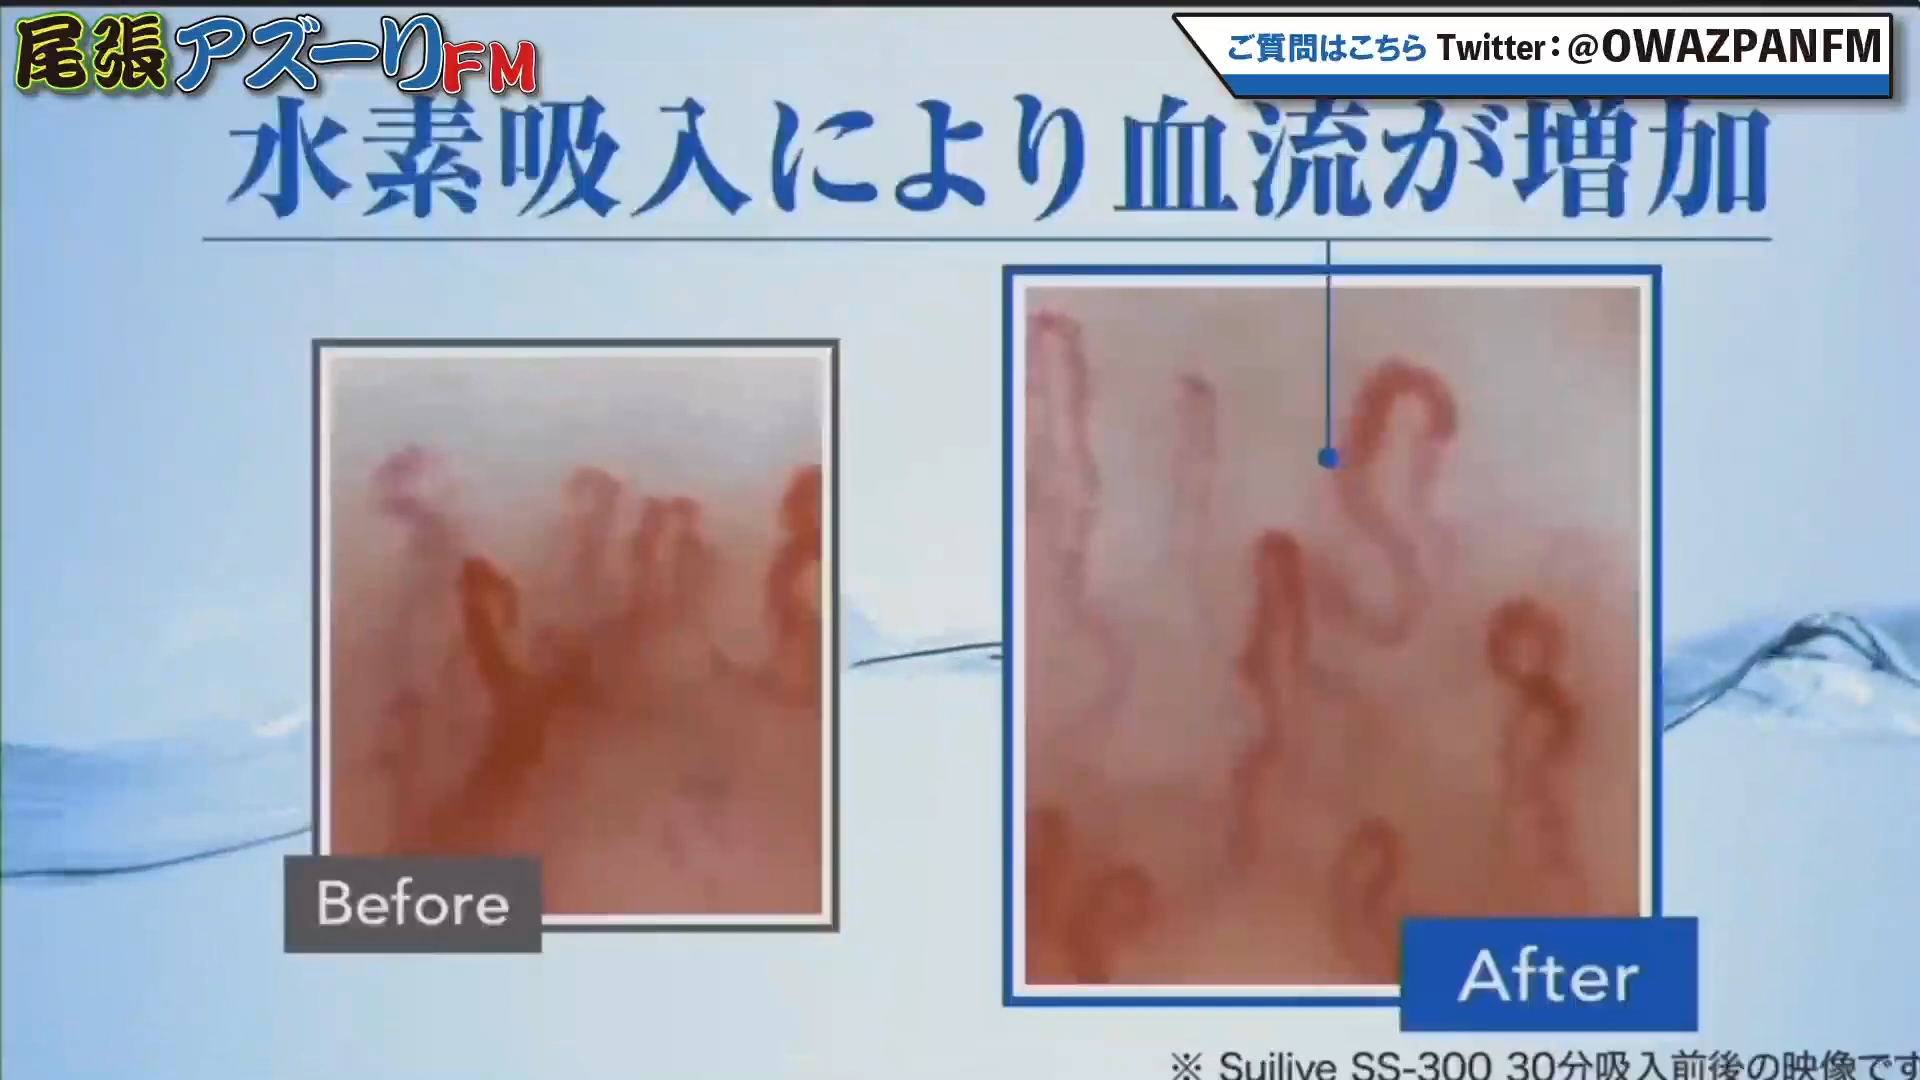 尾張アズーリFM
ご質問はこちら Twitter：@OWAZPANFM
水素吸入により血流が増加
Before
After
※ Suilive SS-300 30分吸入前後の映像です